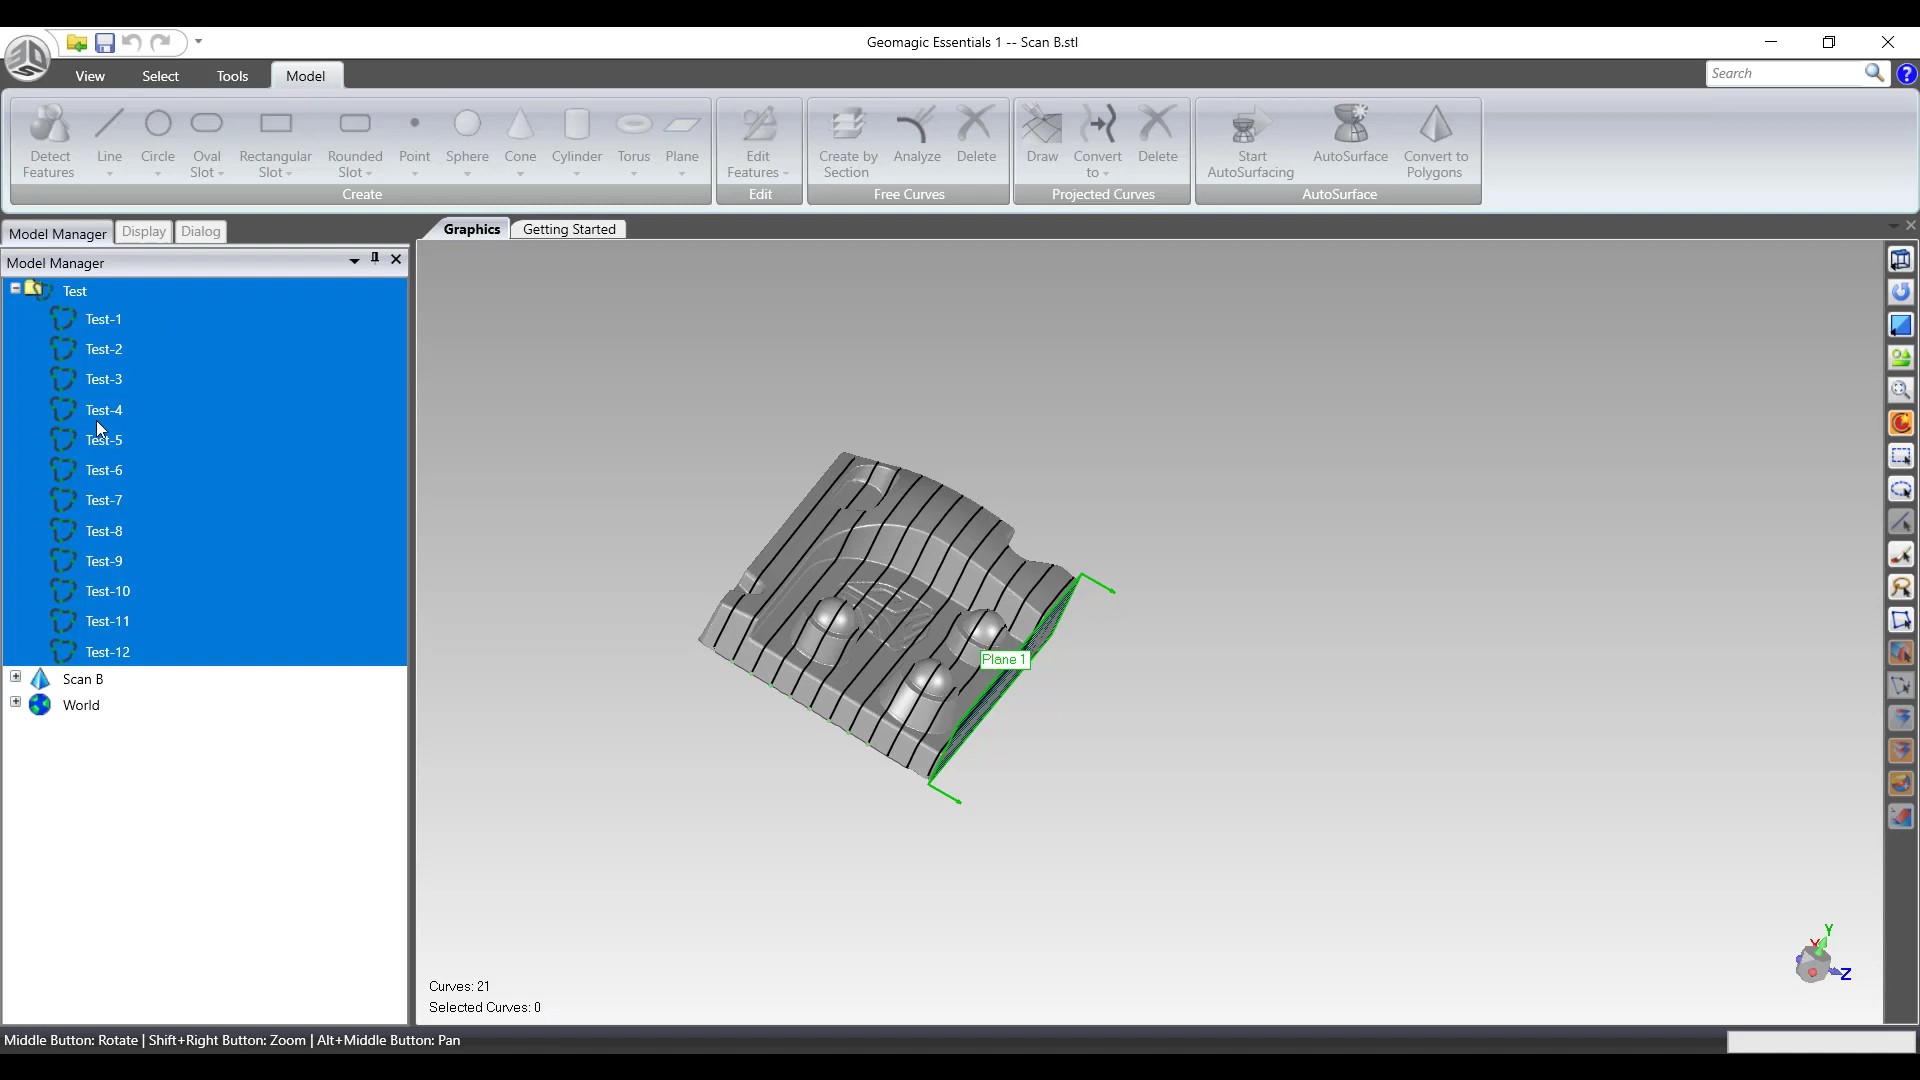 Geomagic Essentials 1 -- Scan B.stl
View Select Tools Model
Search
Detect Features
Line
Circle
Oval Slot
Rectangular Slot
Rounded Slot
Point
Sphere
Cone
Cylinder
Torus
Plane
Create
Edit Features
Edit
Create by Section
Analyze
Delete
Free Curves
Draw
Convert to
Delete
Projected Curves
Start AutoSurfacing
AutoSurface
Convert to Polygons
AutoSurface
Model Manager Display Dialog
Graphics Getting Started
Model Manager
Test
Test-1
Test-2
Test-3
Test-4
Test-5
Test-6
Test-7
Test-8
Test-9
Test-10
Test-11
Test-12
Scan B
World
Plane 1
Y
Z
Curves: 21
Selected Curves: 0
Middle Button: Rotate | Shift+Right Button: Zoom | Alt+Middle Button: Pan